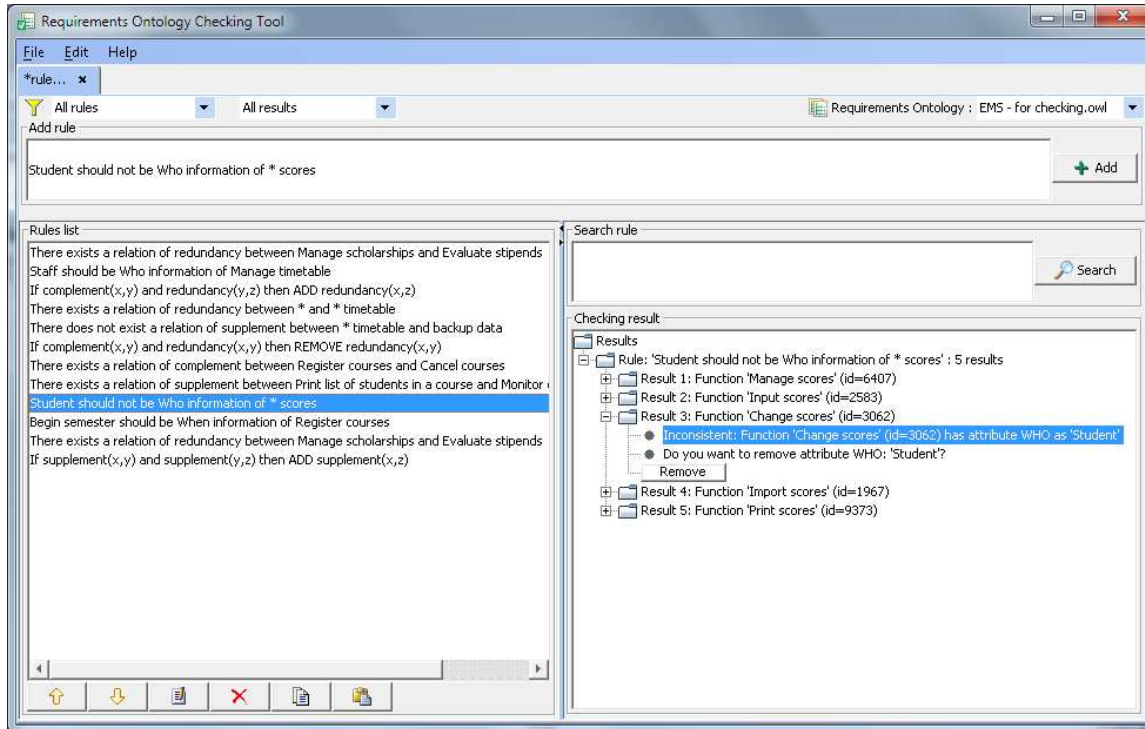 Requirements Ontology Checking Tool
File Edit Help
*rule... ×
All rules All results Requirements Ontology : EMS - for checking.owl
Add rule
Student should not be Who information of * scores
Add
Rules list
There exists a relation of redundancy between Manage scholarships and Evaluate stipends
Staff should be Who information of Manage timetable
If complement(x,y) and redundancy(y,z) then ADD redundancy(x,z)
There exists a relation of redundancy between * and * timetable
There does not exist a relation of supplement between * timetable and backup data
If complement(x,y) and redundancy(x,y) then REMOVE redundancy(x,y)
There exists a relation of complement between Register courses and Cancel courses
There exists a relation of supplement between Print list of students in a course and Monitor
Student should not be Who information of * scores
Begin semester should be When information of Register courses
There exists a relation of redundancy between Manage scholarships and Evaluate stipends
If supplement(x,y) and supplement(y,z) then ADD supplement(x,z)
Search rule
Search
Checking result
Results
Rule: 'Student should not be Who information of * scores' : 5 results
Result 1: Function 'Manage scores' (id=6407)
Result 2: Function 'Input scores' (id=2583)
Result 3: Function 'Change scores' (id=3062)
Inconsistent: Function 'Change scores' (id=3062) has attribute WHO as 'Student'
Do you want to remove attribute WHO: 'Student'?
Remove
Result 4: Function 'Import scores' (id=1967)
Result 5: Function 'Print scores' (id=9373)